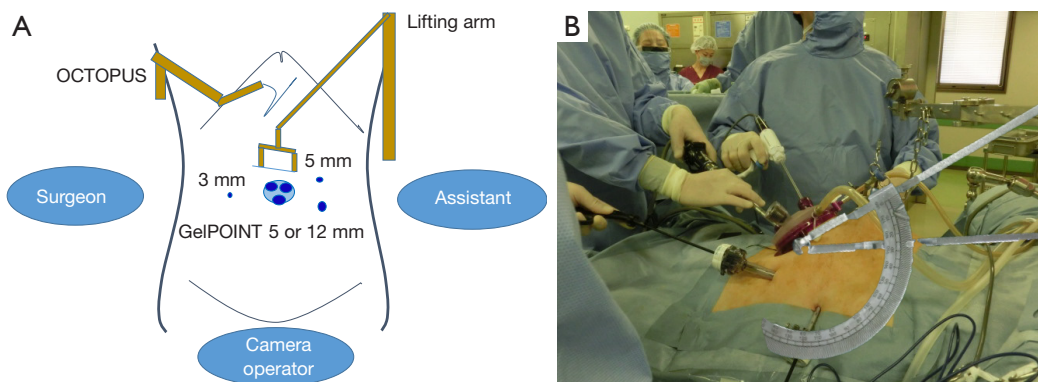 A
Lifting arm
OCTOPUS
5 mm
3 mm
Surgeon
Assistant
GelPOINT 5 or 12 mm
Camera
operator
B